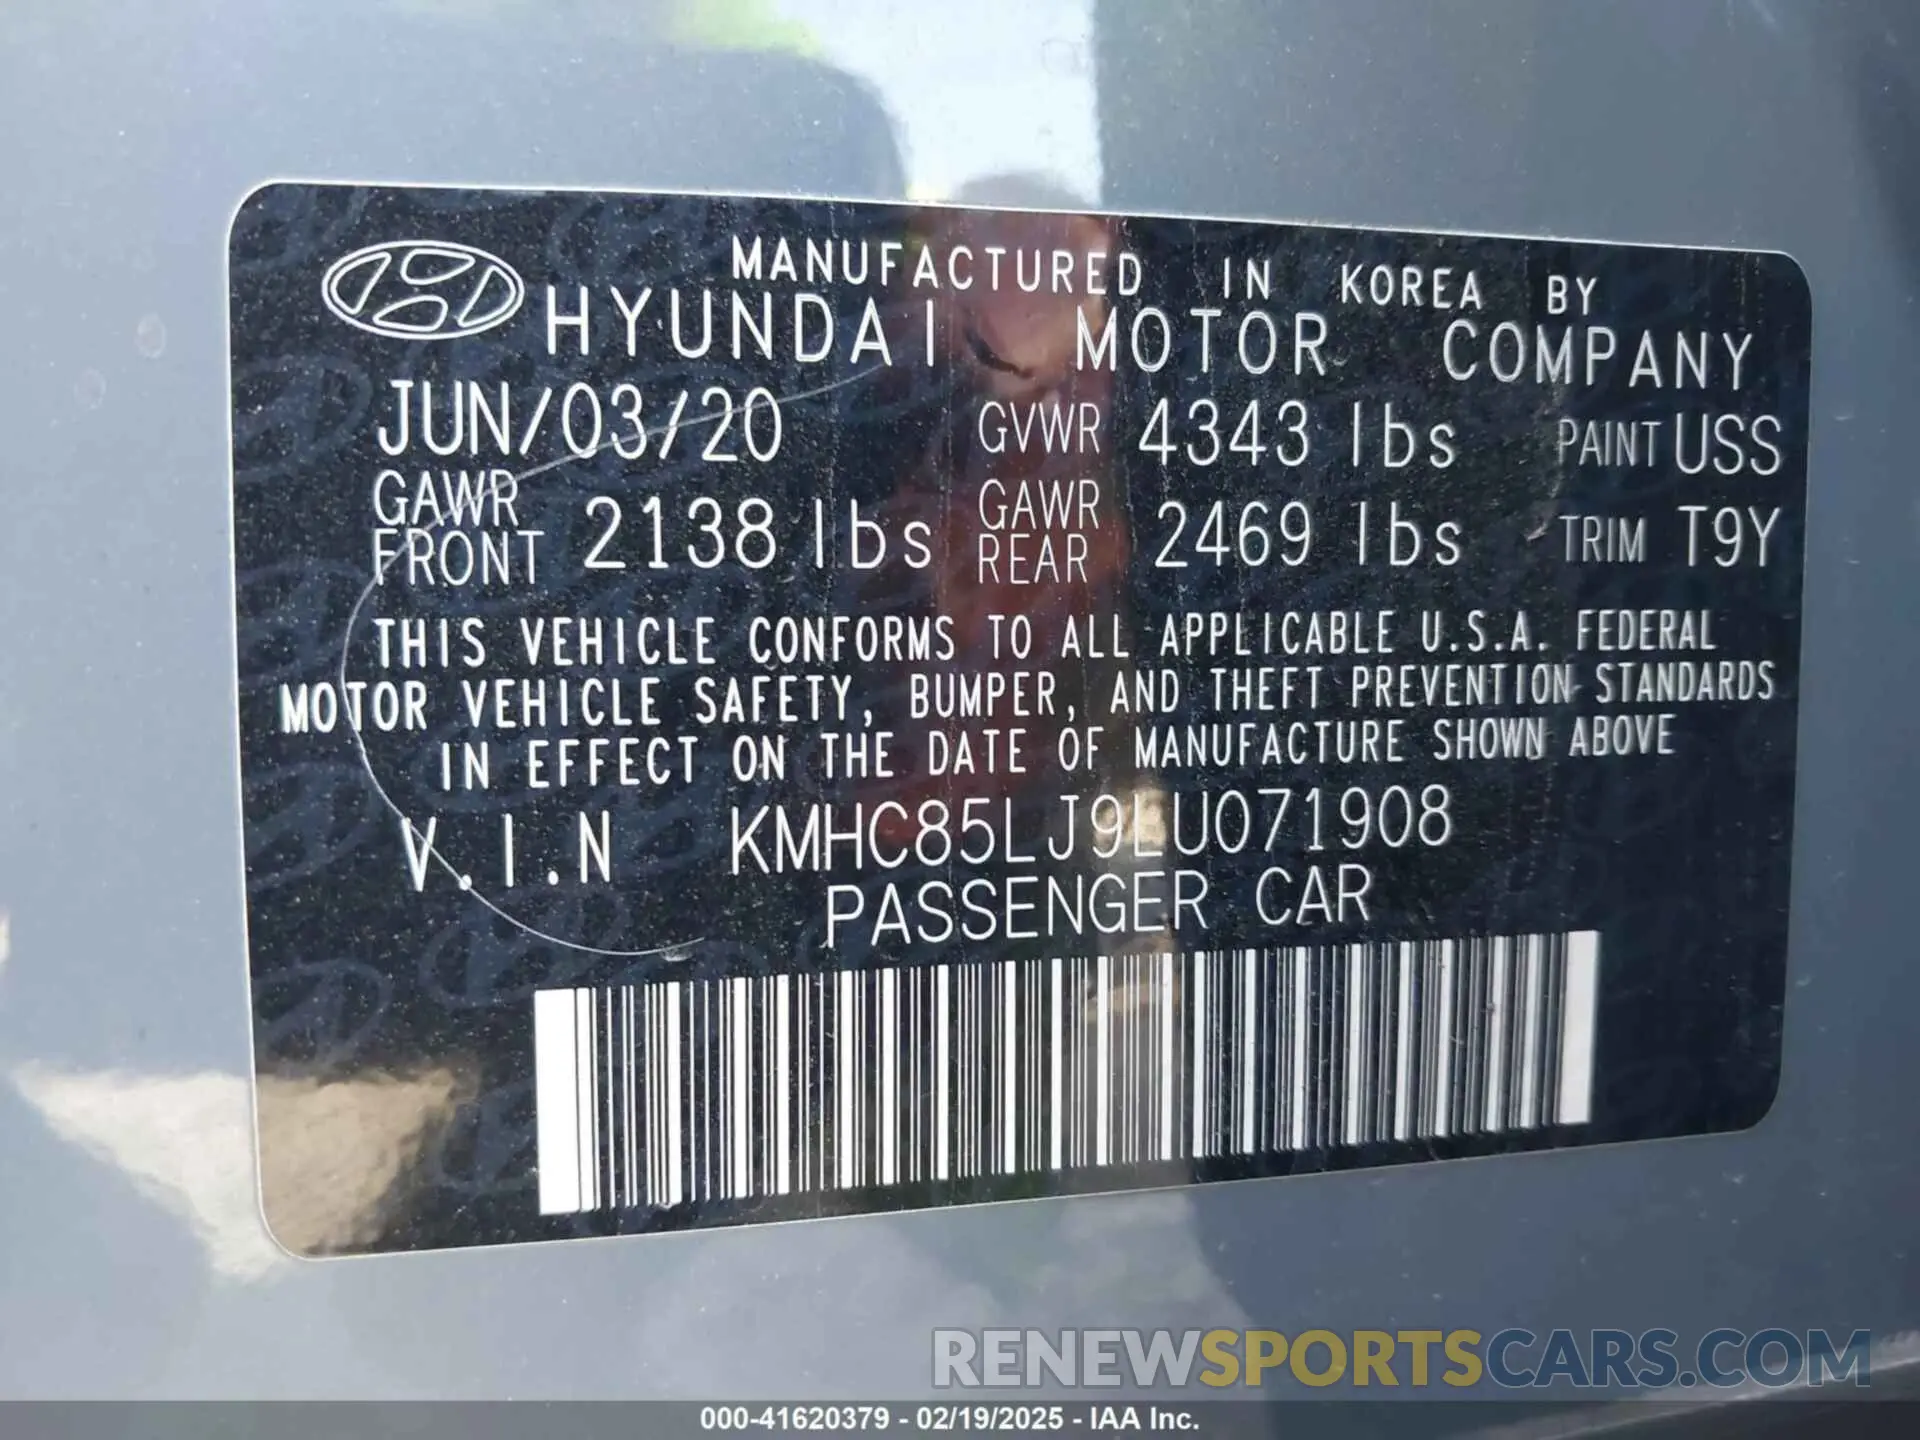 MANUFACTURED IN KOREA BY
HYUNDAI MOTOR COMPANY
JUN/03/20 GVWR 4343 lbs PAINT USS
GAWR FRONT 2138 lbs GAWR REAR 2469 lbs TRIM T9Y
THIS VEHICLE CONFORMS TO ALL APPLICABLE U.S.A. FEDERAL
MOTOR VEHICLE SAFETY, BUMPER, AND THEFT PREVENTION STANDARDS
IN EFFECT ON THE DATE OF MANUFACTURE SHOWN ABOVE
V.I.N KMHC85LJ9LU071908
PASSENGER CAR
RENEWSPORTSCARS.COM
000-41620379 - 02/19/2025 - IAA Inc.